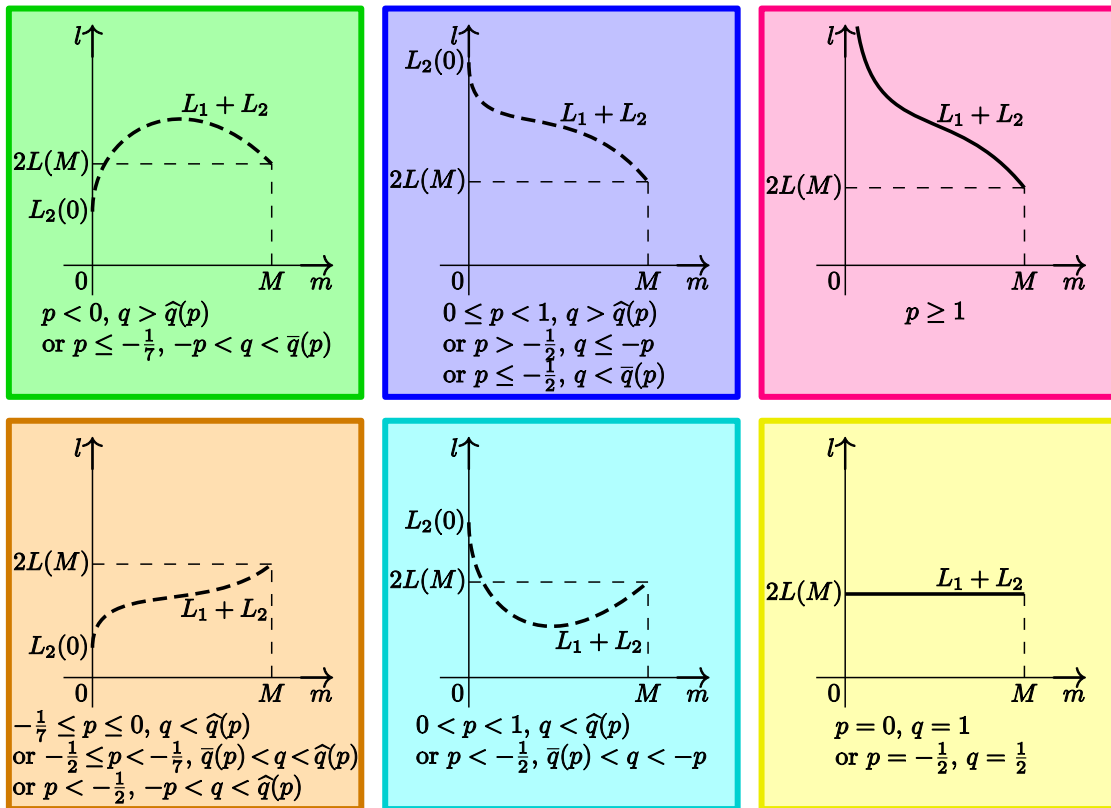 l
L₂(0)
L₁ + L₂
2L(M)
0
M
m
p < 0, q > q̂(p)
or p ≤ −1/7, −p < q < q̄(p)
l
L₂(0)
L₁ + L₂
2L(M)
0
M
m
0 ≤ p < 1, q > q̂(p)
or p > −1/2, q ≤ −p
or p ≤ −1/2, q < q̄(p)
l
L₁ + L₂
2L(M)
0
M
m
p ≥ 1
l
2L(M)
L₁ + L₂
L₂(0)
0
M
m
−1/7 ≤ p ≤ 0, q < q̂(p)
or −1/2 ≤ p < −1/7, q̄(p) < q < q̂(p)
or p < −1/2, −p < q < q̂(p)
l
L₂(0)
2L(M)
L₁ + L₂
0
M
m
0 < p < 1, q < q̂(p)
or p < −1/2, q̄(p) < q < −p
l
L₁ + L₂
2L(M)
0
M
m
p = 0, q = 1
or p = −1/2, q = 1/2